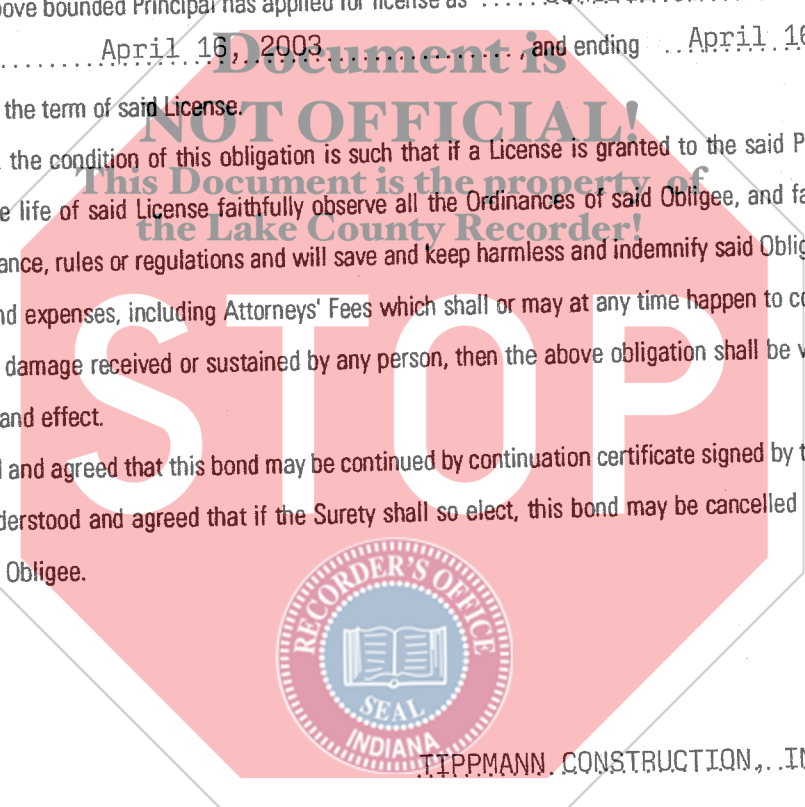 ove bounded Principal has applied for license as
April 16, 2003, and ending April 16
Document is
the term of said License.
NOT OFFICIAL!
the condition of this obligation is such that if a License is granted to the said P
This Document is the property of
e life of said License faithfully observe all the Ordinances of said Obligee, and fa
the Lake County Recorder!
ance, rules or regulations and will save and keep harmless and indemnify said Oblig
nd expenses, including Attorneys' Fees which shall or may at any time happen to co
STOP
damage received or sustained by any person, then the above obligation shall be v
and effect.
and agreed that this bond may be continued by continuation certificate signed by t
derstood and agreed that if the Surety shall so elect, this bond may be cancelled
Obligee.
RECORDER'S OFFICE
SEAL
INDIANA
TIPPMANN CONSTRUCTION, IN